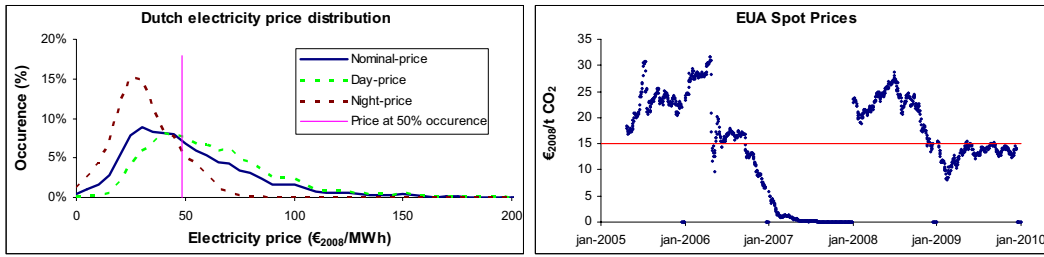 Dutch electricity price distribution
20%
15%
10%
5%
0%
Occurence (%)
Nominal-price
Day-price
Night-price
Price at 50% occurence
0 50 100 150 200
Electricity price (€2008/MWh)
EUA Spot Prices
35
30
25
20
15
10
5
0
€2008/t CO2
jan-2005 jan-2006 jan-2007 jan-2008 jan-2009 jan-2010